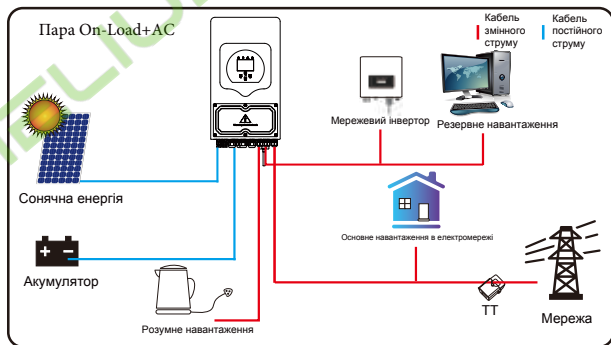 Пара On-Load+AC
Кабель
змінного
струму
Кабель
постійного
струму
Мережевий інвертор
Резервне навантаження
Сонячна енергія
Основне навантаження в електромережі
Акумулятор
Розумне навантаження
ТТ
Мережа